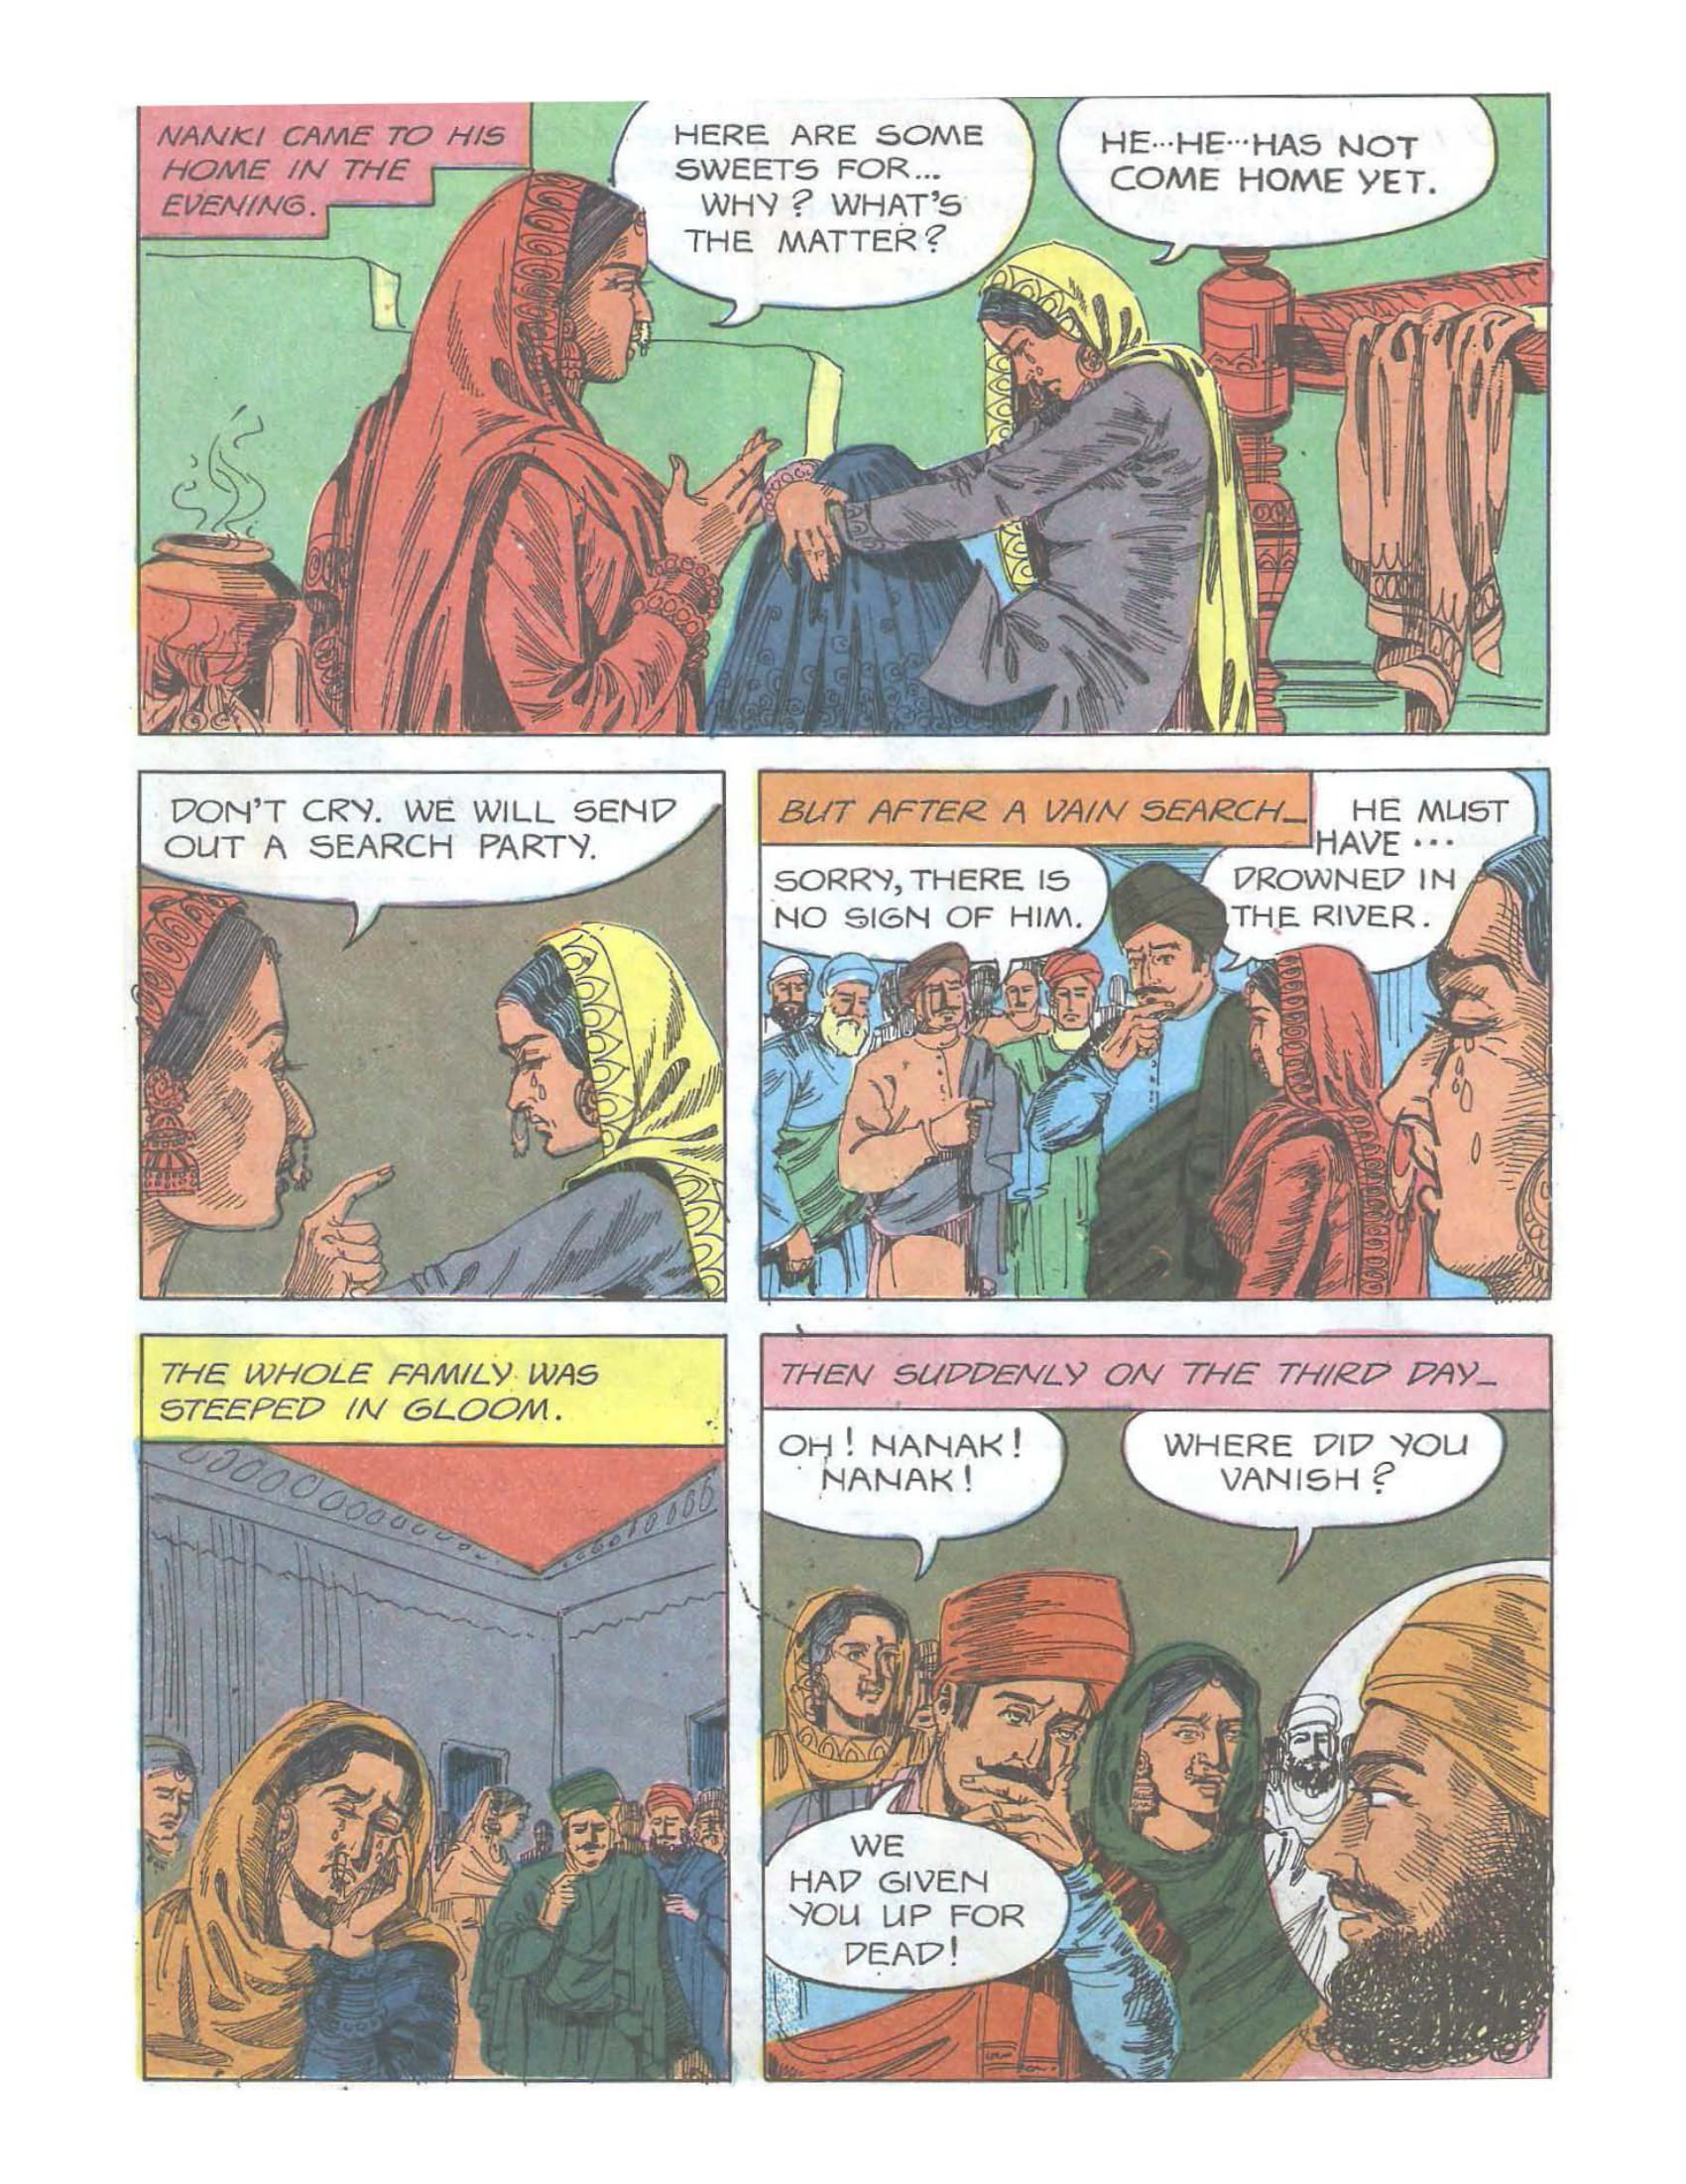 NANKI CAME TO HIS
HOME IN THE
EVENING.
HERE ARE SOME
SWEETS FOR...
WHY? WHAT'S
THE MATTER?
HE...HE...HAS NOT
COME HOME YET.
DON'T CRY. WE WILL SEND
OUT A SEARCH PARTY.
BUT AFTER A VAIN SEARCH_
SORRY, THERE IS
NO SIGN OF HIM.
HE MUST
HAVE ...
DROWNED IN
THE RIVER.
THE WHOLE FAMILY WAS
STEEPED IN GLOOM.
THEN SUDDENLY ON THE THIRD DAY_
OH! NANAK!
NANAK!
WHERE DID YOU
VANISH?
WE
HAD GIVEN
YOU UP FOR
DEAD!